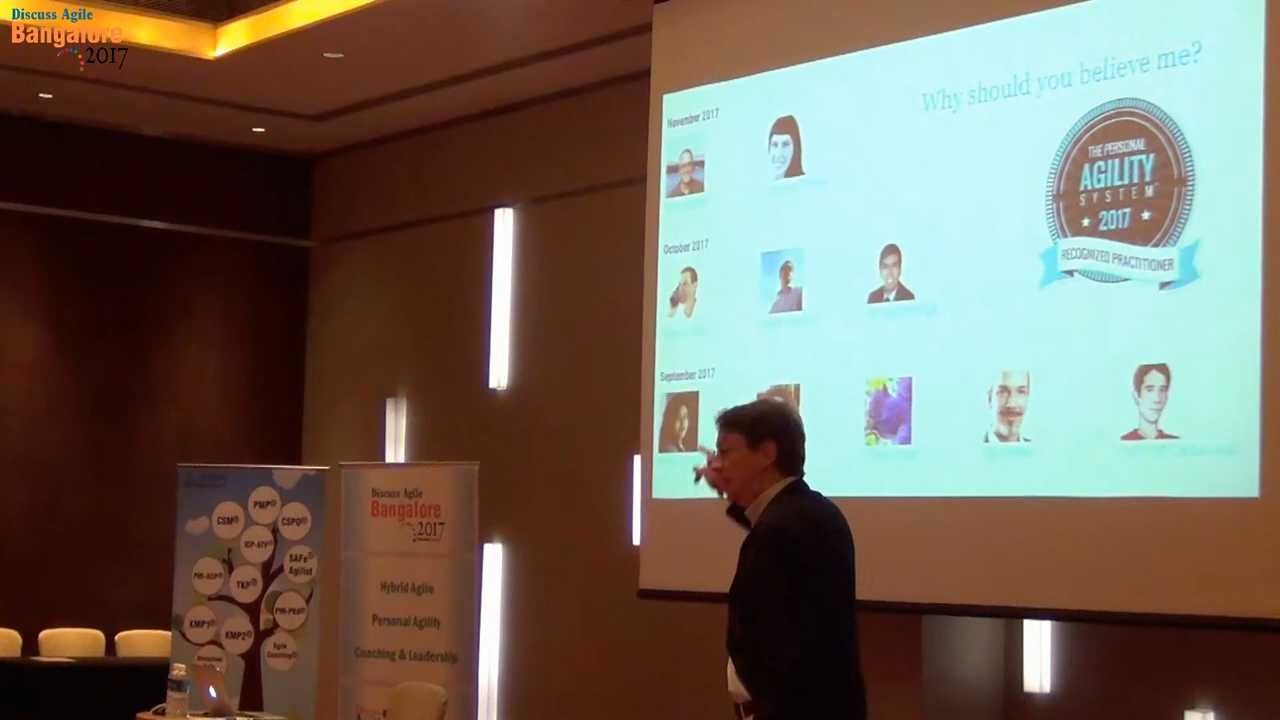 Discuss Agile
Bangalore
2017
Why should you believe me?
November 2017
THE PERSONAL
AGILITY
SYSTEM
2017
RECOGNIZED PRACTITIONER
October 2017
September 2017
PMP®
CSM®
CSPO®
ICP-ATF®
SAFe®
Agilist
PMI-ACP®
TKP®
PMI-PBA®
KMP1®
KMP2®
Agile
Coaching®
Discuss Agile
Bangalore
2017
Hybrid Agile
Personal Agility
Coaching & Leadership